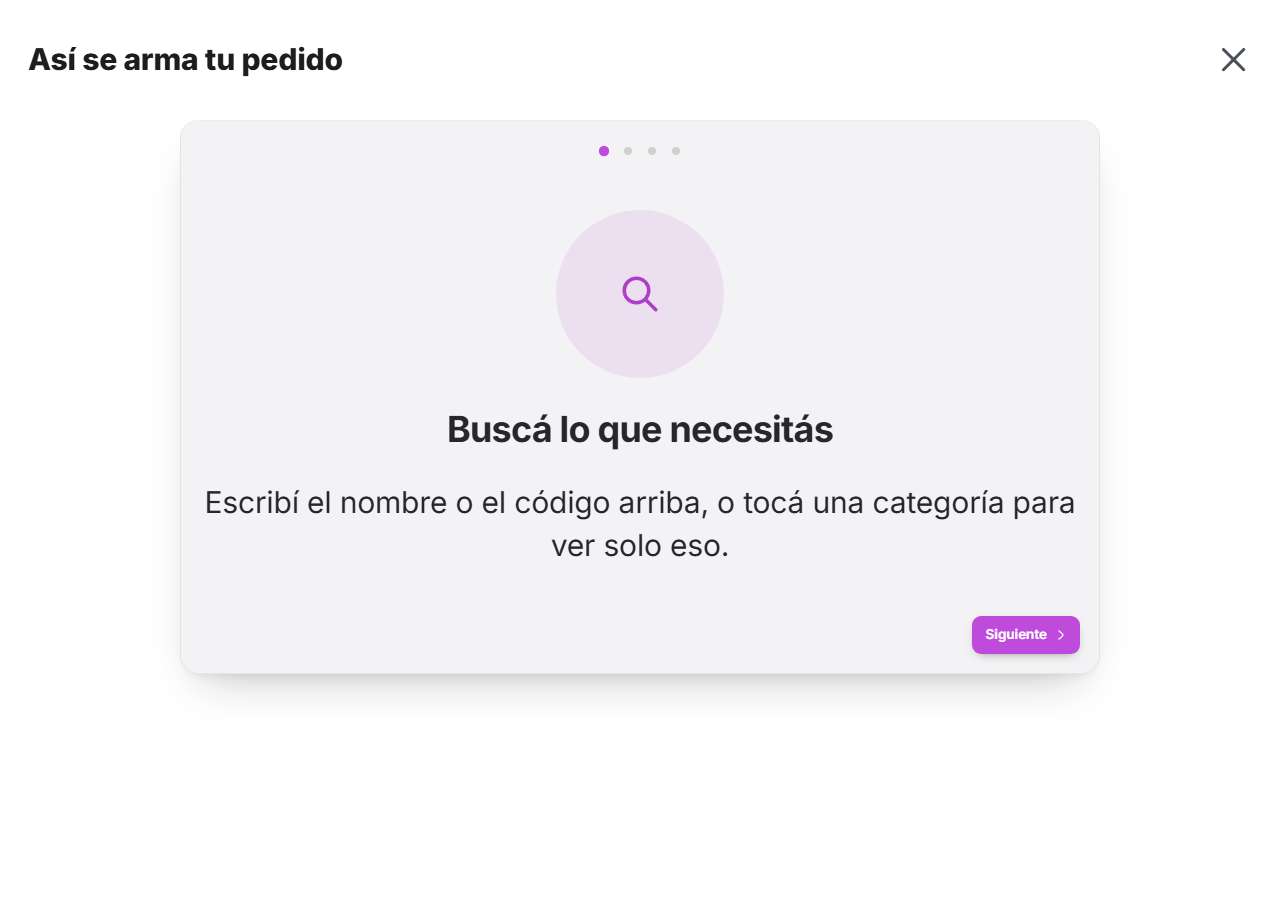 Así se arma tu pedido
Buscá lo que necesitás
Escribí el nombre o el código arriba, o tocá una categoría para
ver solo eso.
Siguiente